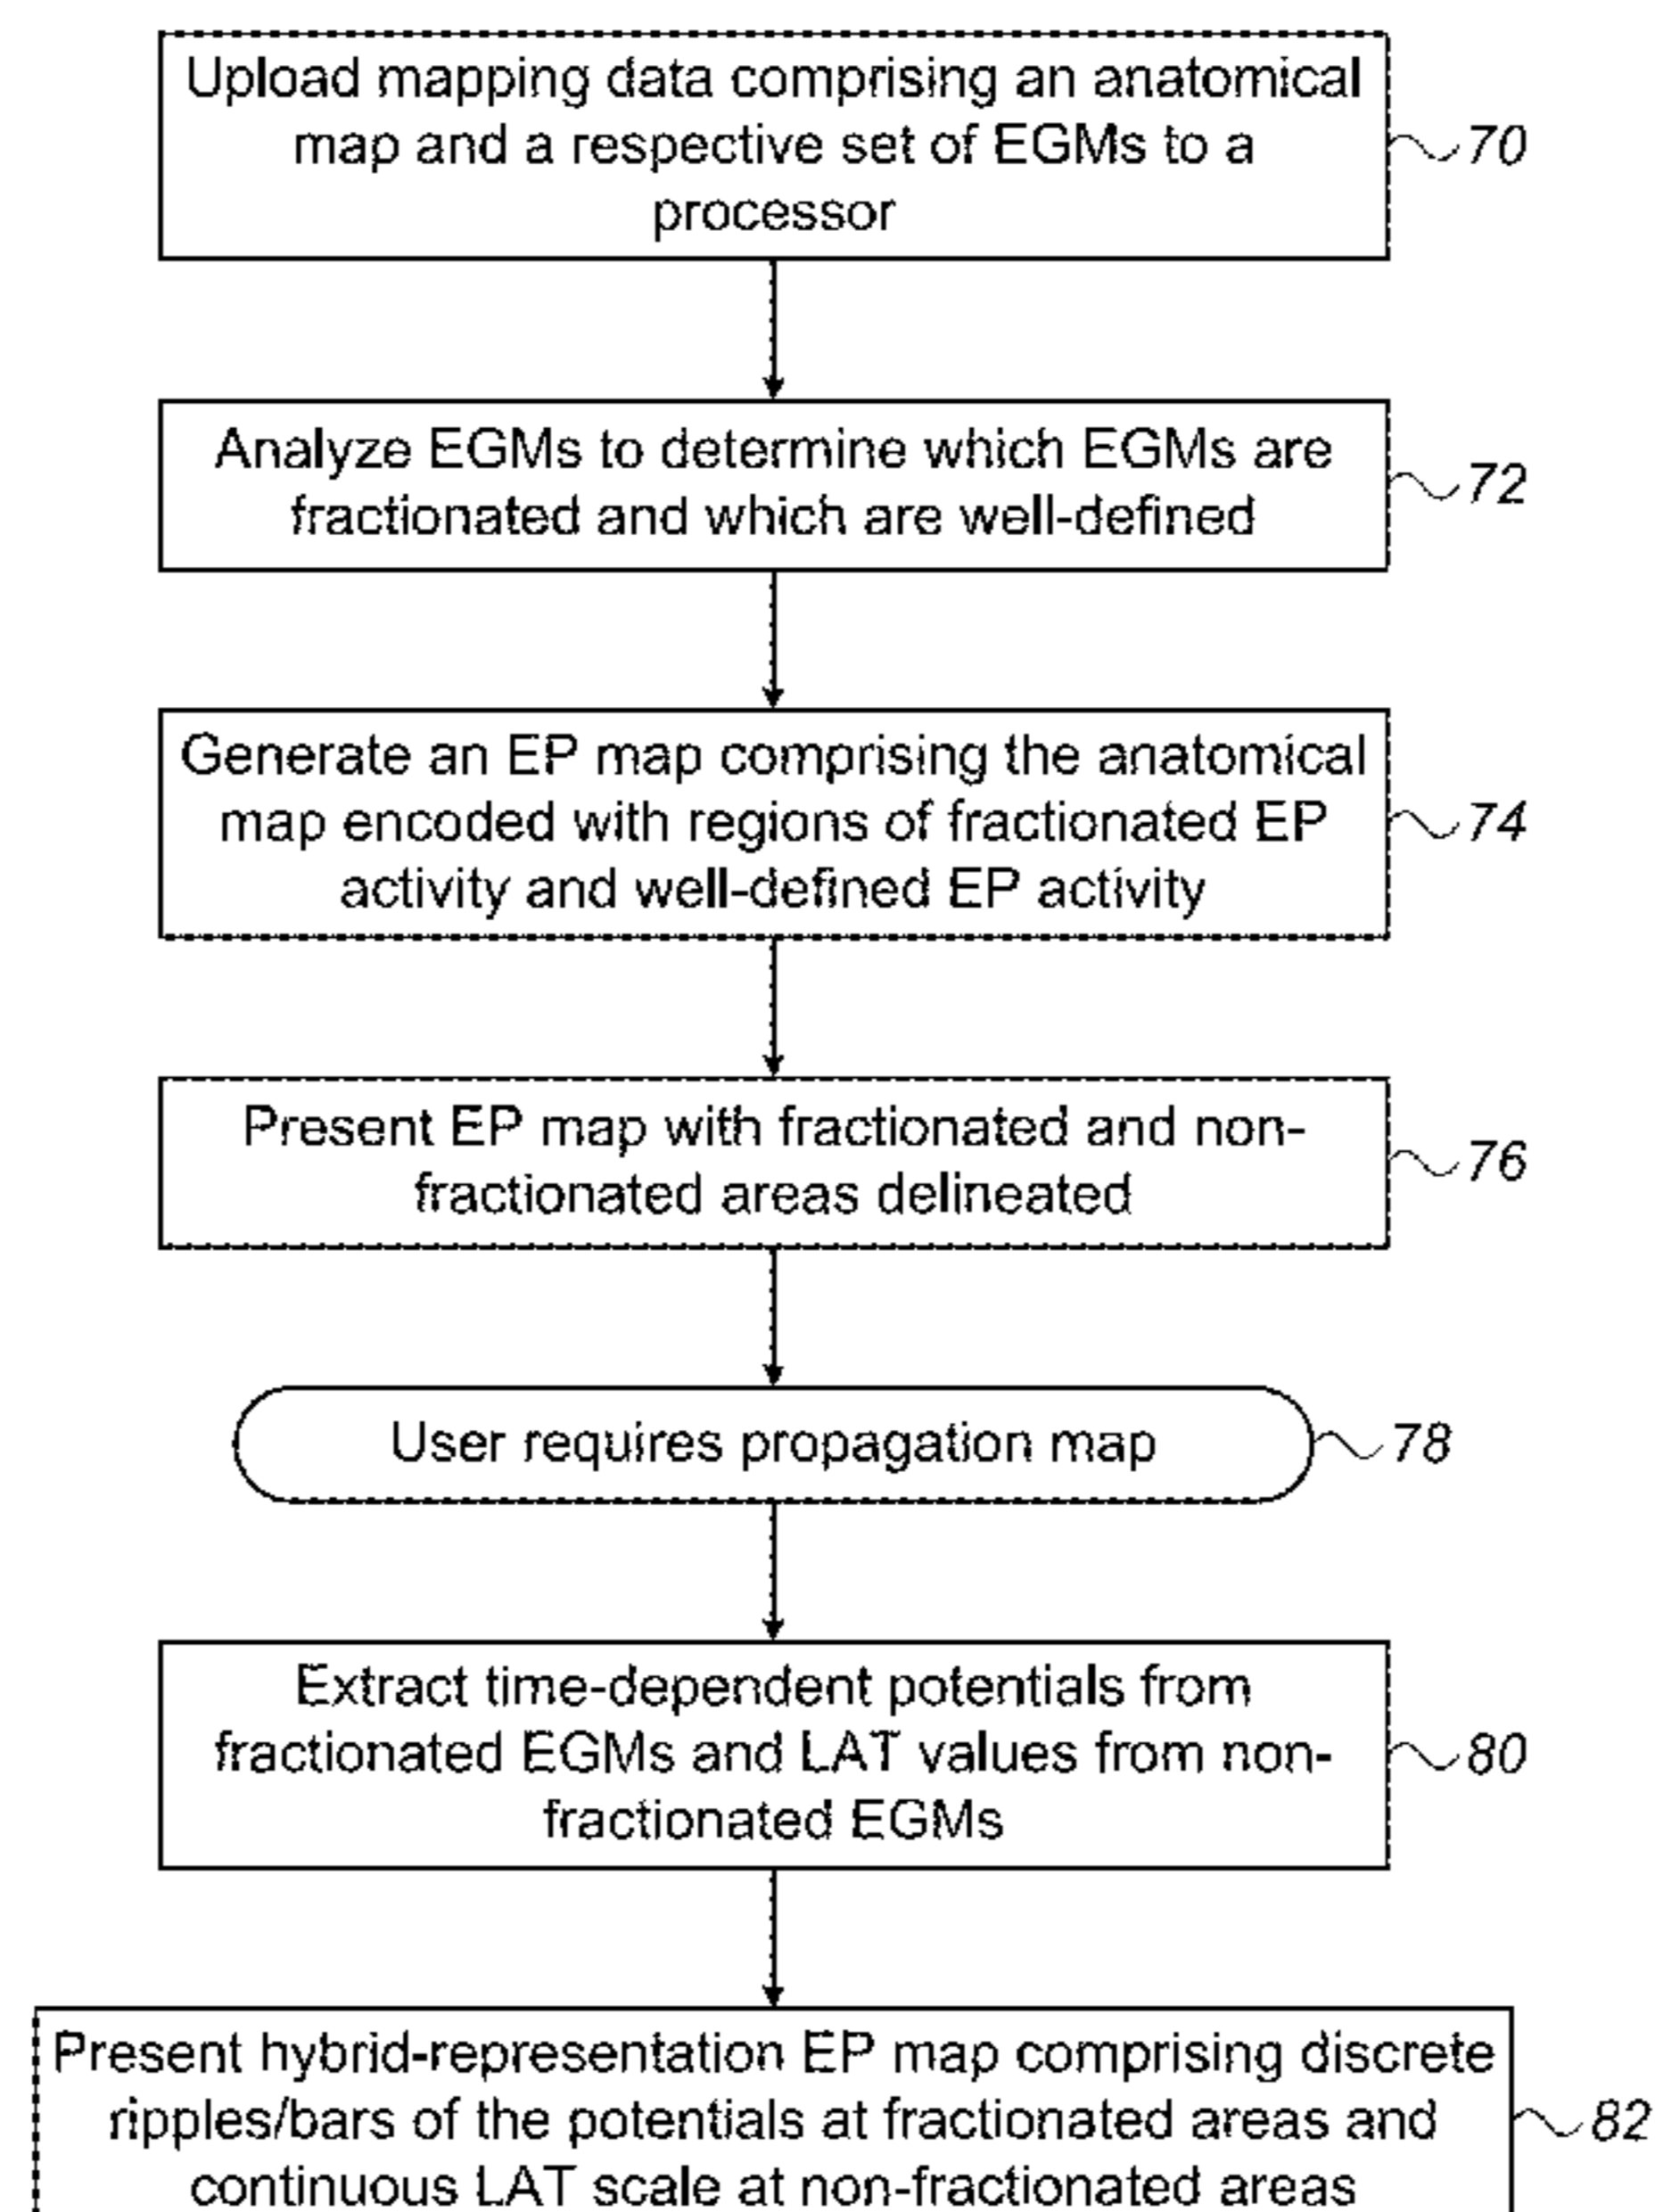 Upload mapping data comprising an anatomical
map and a respective set of EGMs to a
processor
70
Analyze EGMs to determine which EGMs are
fractionated and which are well-defined
72
Generate an EP map comprising the anatomical
map encoded with regions of fractionated EP
activity and well-defined EP activity
74
Present EP map with fractionated and non-
fractionated areas delineated
76
User requires propagation map
78
Extract time-dependent potentials from
fractionated EGMs and LAT values from non-
fractionated EGMs
80
Present hybrid-representation EP map comprising discrete
ripples/bars of the potentials at fractionated areas and
continuous LAT scale at non-fractionated areas
82